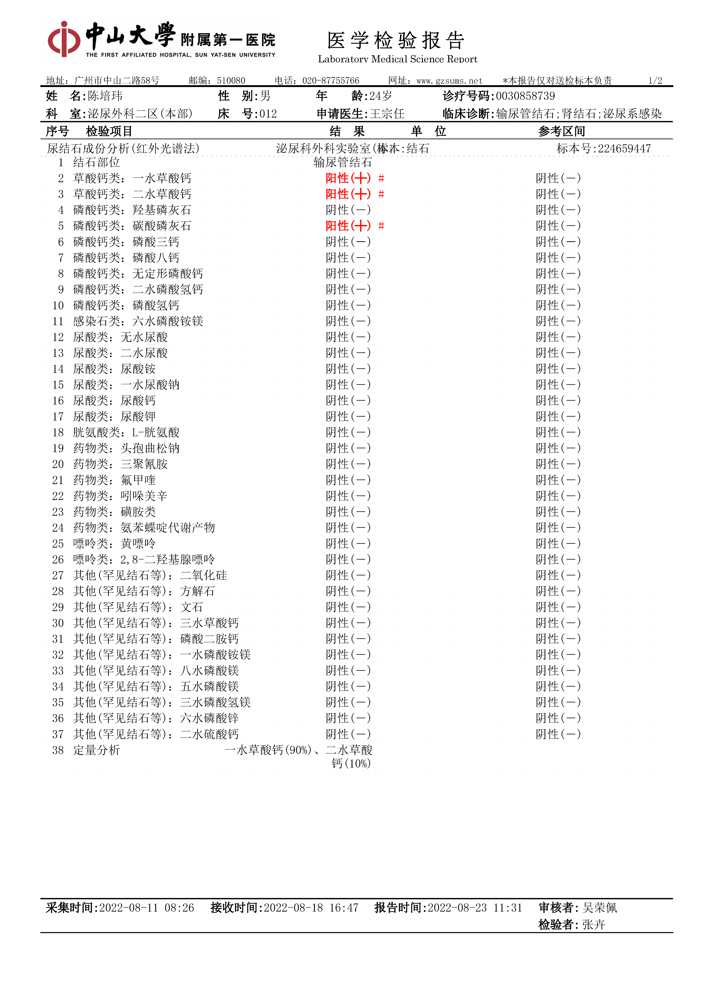 中山大學附属第一医院
THE FIRST AFFILIATED HOSPITAL, SUN YAT-SEN UNIVERSITY
医学检验报告
Laboratory Medical Science Report
地址：广州市中山二路58号 邮编：510080 电话：020-87755766 网址：www.gzsums.net *本报告仅对送检标本负责 1/2
姓 名:陈培玮 性 别:男 年 龄:24岁 诊疗号码:0030858739
科 室:泌尿外科二区(本部) 床 号:012 申请医生:王宗任 临床诊断:输尿管结石;肾结石;泌尿系感染
序号 检验项目 结 果 单 位 参考区间
尿结石成份分析(红外光谱法) 泌尿科外科实验室(标本:结石 标本号:224659447
1 结石部位 输尿管结石
2 草酸钙类：一水草酸钙 阳性(+) # 阴性(-)
3 草酸钙类：二水草酸钙 阳性(+) # 阴性(-)
4 磷酸钙类：羟基磷灰石 阴性(-) 阴性(-)
5 磷酸钙类：碳酸磷灰石 阳性(+) # 阴性(-)
6 磷酸钙类：磷酸三钙 阴性(-) 阴性(-)
7 磷酸钙类：磷酸八钙 阴性(-) 阴性(-)
8 磷酸钙类：无定形磷酸钙 阴性(-) 阴性(-)
9 磷酸钙类：二水磷酸氢钙 阴性(-) 阴性(-)
10 磷酸钙类：磷酸氢钙 阴性(-) 阴性(-)
11 感染石类：六水磷酸铵镁 阴性(-) 阴性(-)
12 尿酸类：无水尿酸 阴性(-) 阴性(-)
13 尿酸类：二水尿酸 阴性(-) 阴性(-)
14 尿酸类：尿酸铵 阴性(-) 阴性(-)
15 尿酸类：一水尿酸钠 阴性(-) 阴性(-)
16 尿酸类：尿酸钙 阴性(-) 阴性(-)
17 尿酸类：尿酸钾 阴性(-) 阴性(-)
18 胱氨酸类：L-胱氨酸 阴性(-) 阴性(-)
19 药物类：头孢曲松钠 阴性(-) 阴性(-)
20 药物类：三聚氰胺 阴性(-) 阴性(-)
21 药物类：氟甲喹 阴性(-) 阴性(-)
22 药物类：吲哚美辛 阴性(-) 阴性(-)
23 药物类：磺胺类 阴性(-) 阴性(-)
24 药物类：氨苯蝶啶代谢产物 阴性(-) 阴性(-)
25 嘌呤类：黄嘌呤 阴性(-) 阴性(-)
26 嘌呤类：2,8-二羟基腺嘌呤 阴性(-) 阴性(-)
27 其他(罕见结石等)：二氧化硅 阴性(-) 阴性(-)
28 其他(罕见结石等)：方解石 阴性(-) 阴性(-)
29 其他(罕见结石等)：文石 阴性(-) 阴性(-)
30 其他(罕见结石等)：三水草酸钙 阴性(-) 阴性(-)
31 其他(罕见结石等)：磷酸二胺钙 阴性(-) 阴性(-)
32 其他(罕见结石等)：一水磷酸铵镁 阴性(-) 阴性(-)
33 其他(罕见结石等)：八水磷酸镁 阴性(-) 阴性(-)
34 其他(罕见结石等)：五水磷酸镁 阴性(-) 阴性(-)
35 其他(罕见结石等)：三水磷酸氢镁 阴性(-) 阴性(-)
36 其他(罕见结石等)：六水磷酸锌 阴性(-) 阴性(-)
37 其他(罕见结石等)：二水硫酸钙 阴性(-) 阴性(-)
38 定量分析 一水草酸钙(90%)、二水草酸
钙(10%)
采集时间:2022-08-11 08:26 接收时间:2022-08-18 16:47 报告时间:2022-08-23 11:31 审核者: 吴荣佩
检验者: 张卉